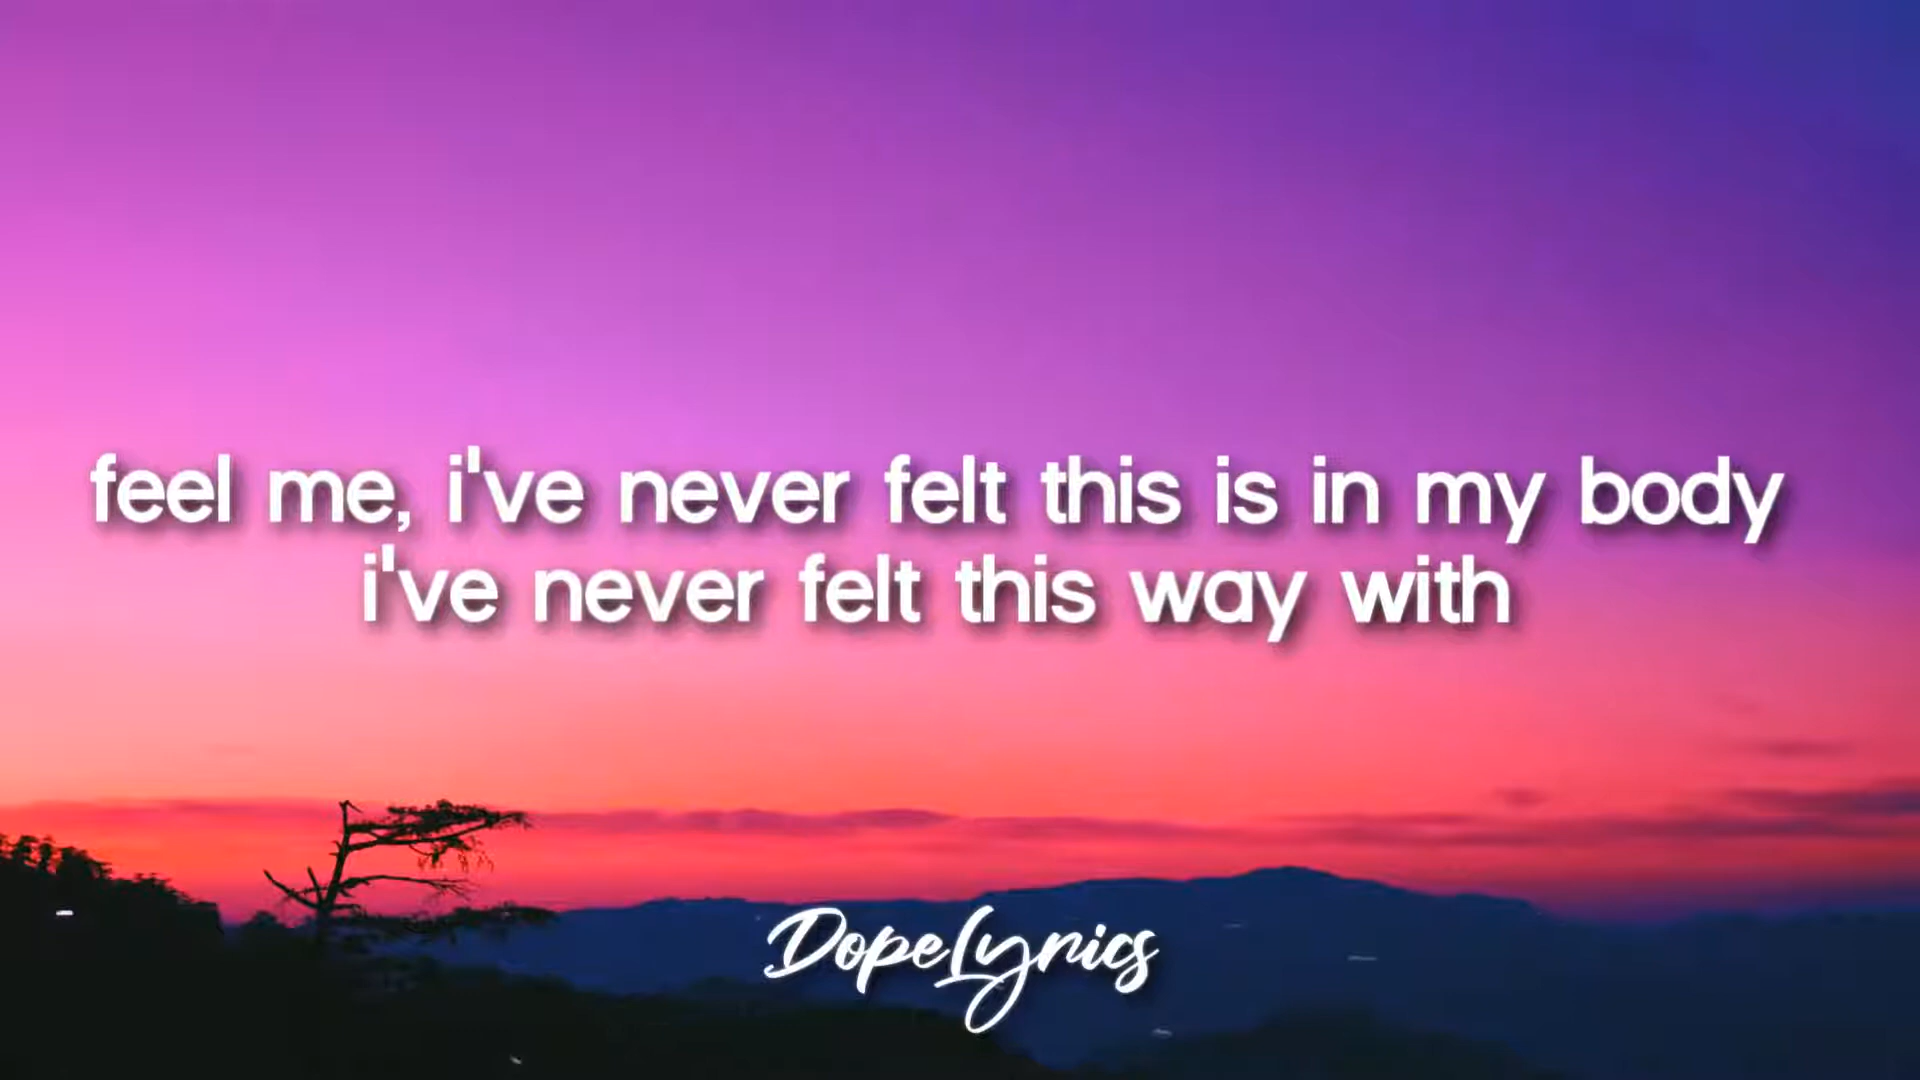 feel me, i've never felt this is in my body
i've never felt this way with
DopeLyrics